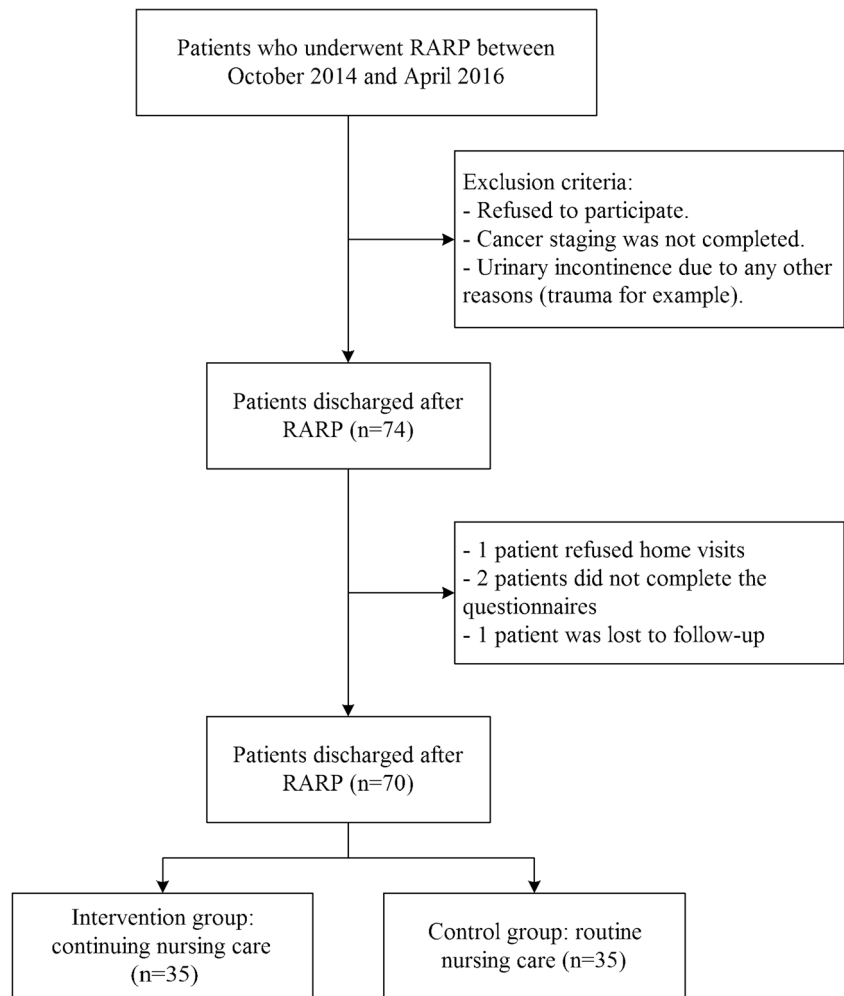 Patients who underwent RARP between
October 2014 and April 2016
Exclusion criteria:
- Refused to participate.
- Cancer staging was not completed.
- Urinary incontinence due to any other
reasons (trauma for example).
Patients discharged after
RARP (n=74)
- 1 patient refused home visits
- 2 patients did not complete the
questionnaires
- 1 patient was lost to follow-up
Patients discharged after
RARP (n=70)
Intervention group:
continuing nursing care
(n=35)
Control group: routine
nursing care (n=35)